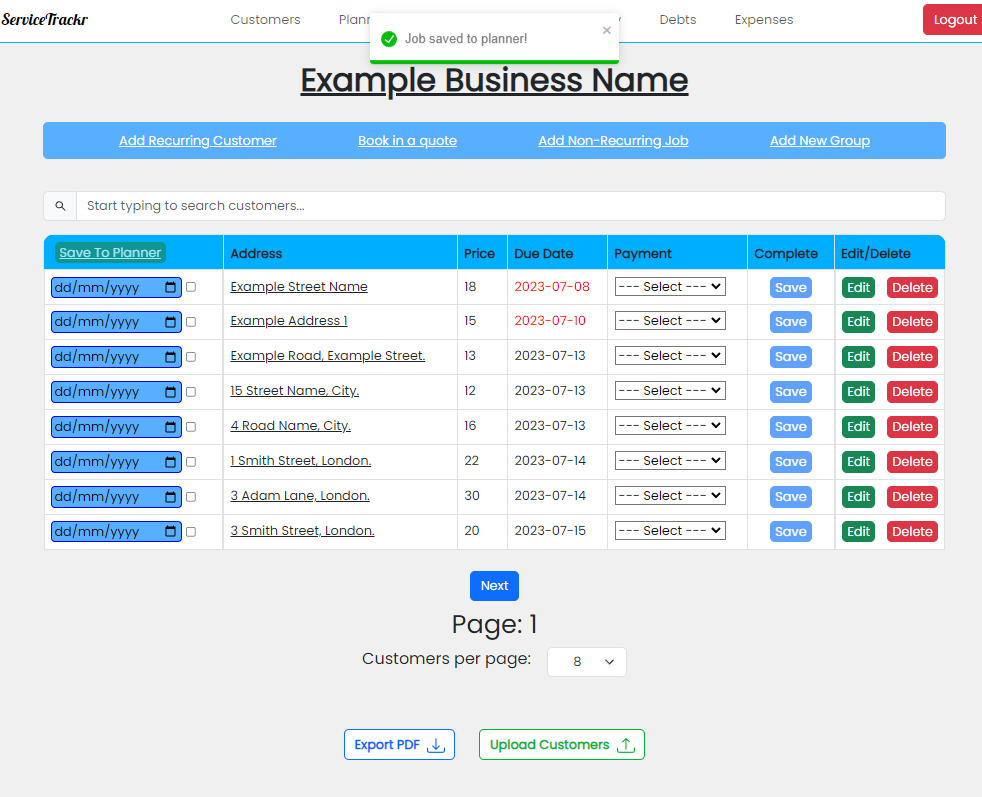 ServiceTrackr Customers Debts Expenses Logout
Job saved to planner! ×
Example Business Name
Add Recurring Customer Book in a quote Add Non-Recurring Job Add New Group
Start typing to search customers...
Save To Planner Address Price Due Date Payment Complete Edit/Delete
dd/mm/yyyy Example Street Name 18 2023-07-08 --- Select --- Save Edit Delete
dd/mm/yyyy Example Address 1 15 2023-07-10 --- Select --- Save Edit Delete
dd/mm/yyyy Example Road, Example Street. 13 2023-07-13 --- Select --- Save Edit Delete
dd/mm/yyyy 15 Street Name, City. 12 2023-07-13 --- Select --- Save Edit Delete
dd/mm/yyyy 4 Road Name, City. 16 2023-07-13 --- Select --- Save Edit Delete
dd/mm/yyyy 1 Smith Street, London. 22 2023-07-14 --- Select --- Save Edit Delete
dd/mm/yyyy 3 Adam Lane, London. 30 2023-07-14 --- Select --- Save Edit Delete
dd/mm/yyyy 3 Smith Street, London. 20 2023-07-15 --- Select --- Save Edit Delete
Next
Page: 1
Customers per page: 8
Export PDF Upload Customers